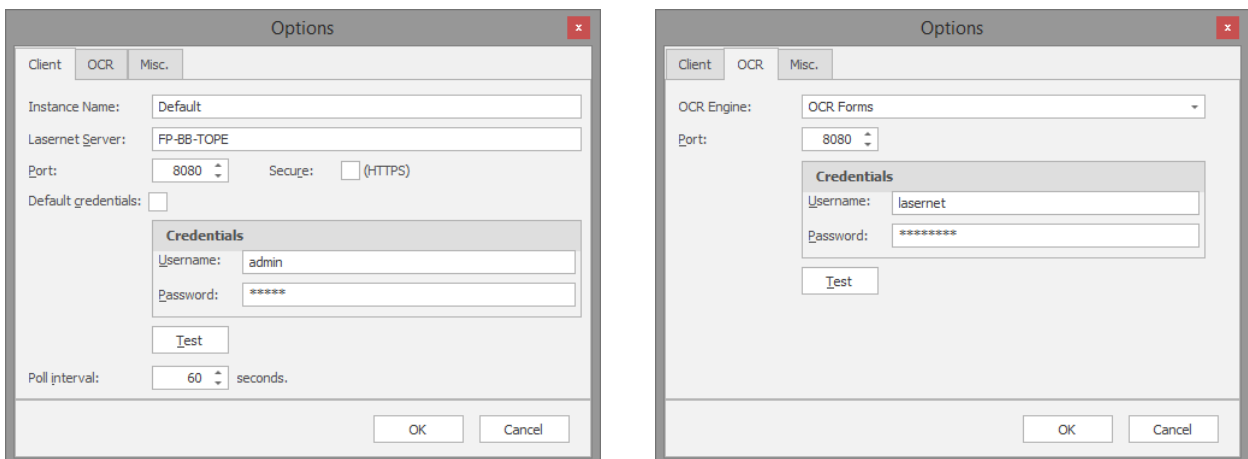 Options
x
Client OCR Misc.
Instance Name: Default
Lasernet Server: FP-BB-TOPE
Port: 8080 Secure: (HTTPS)
Default credentials:
Credentials
Username: admin
Password: *****
Test
Poll interval: 60 seconds.
OK Cancel
Options
x
Client OCR Misc.
OCR Engine: OCR Forms
Port: 8080
Credentials
Username: lasernet
Password: ********
Test
OK Cancel